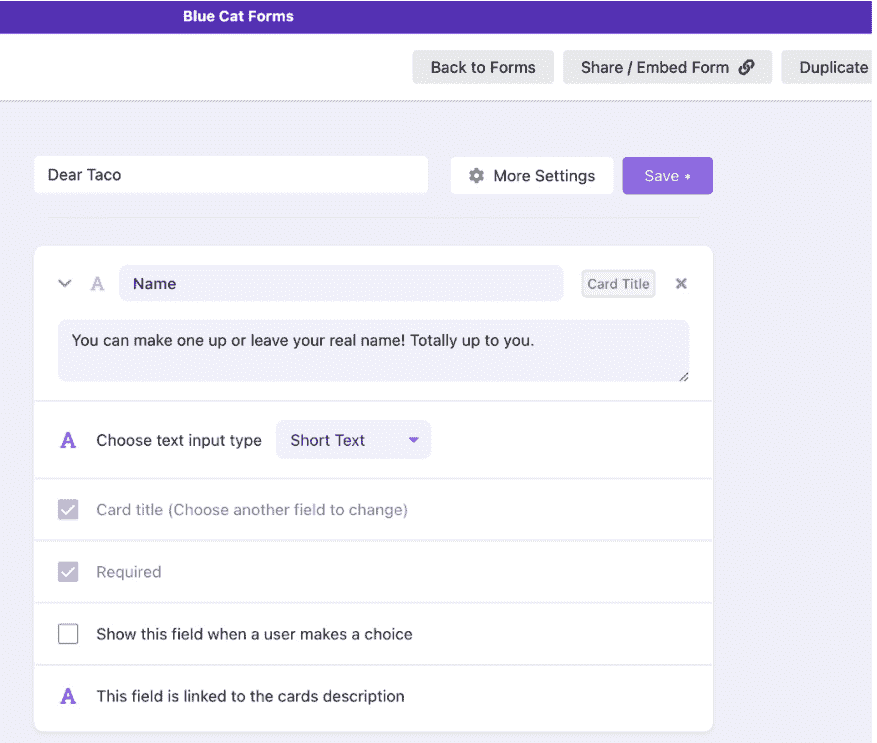 Blue Cat Forms
Back to Forms Share / Embed Form Duplicate
Dear Taco More Settings Save *
A Name Card Title
You can make one up or leave your real name! Totally up to you.
A Choose text input type Short Text
Card title (Choose another field to change)
Required
Show this field when a user makes a choice
A This field is linked to the cards description